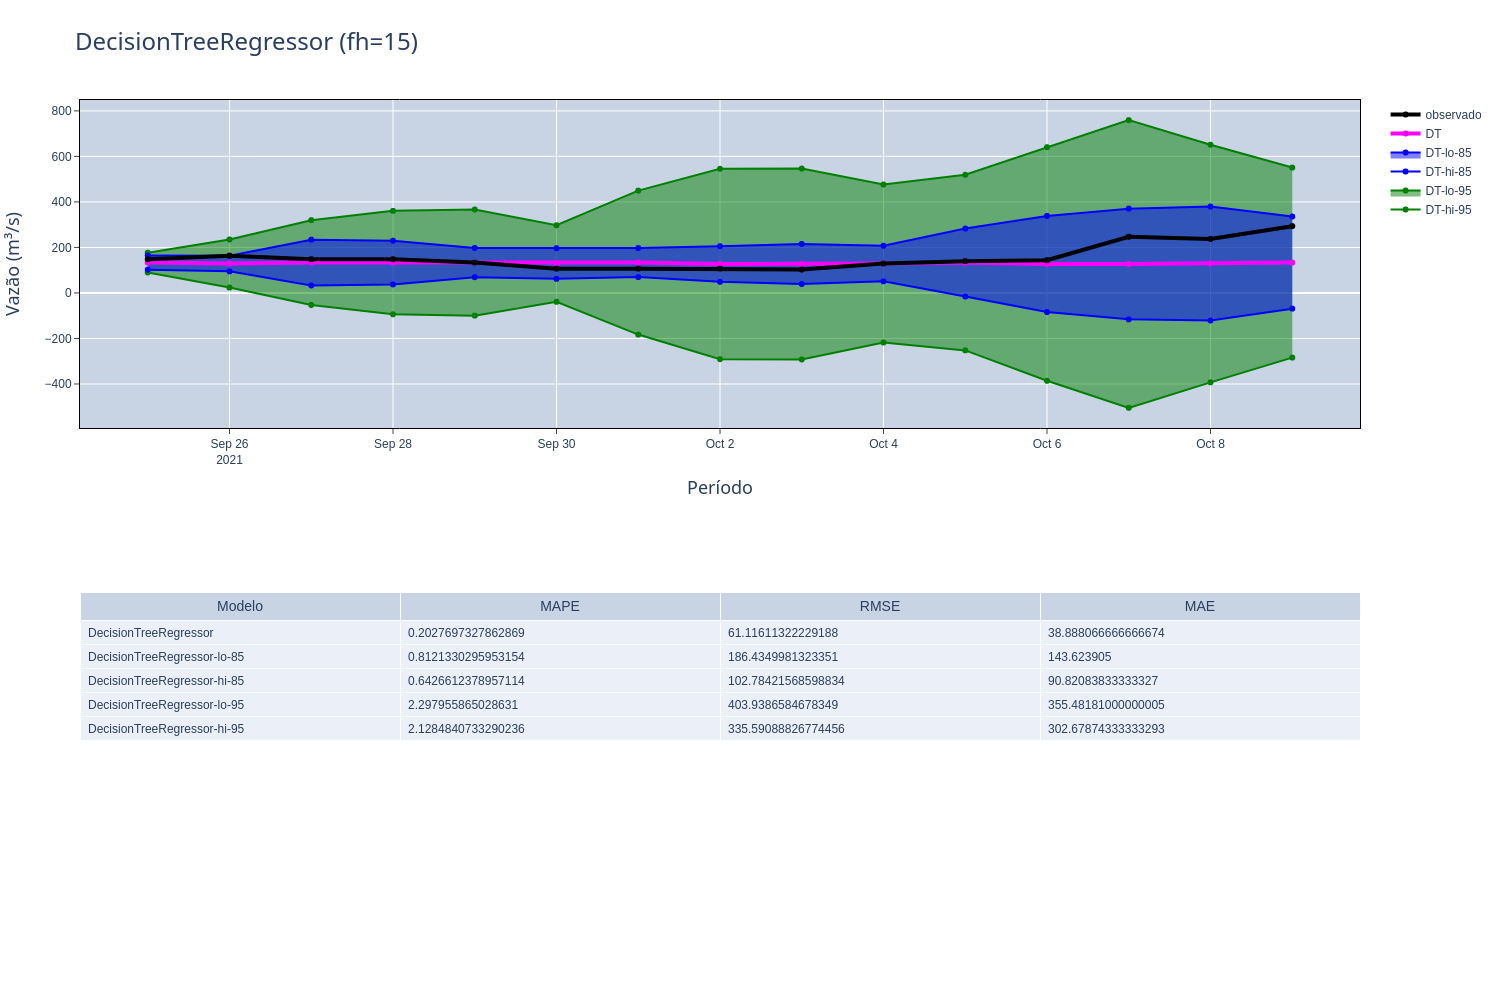 DecisionTreeRegressor (fh=15)
800
600
400
200
0
−200
−400
Vazão (m³/s)
Sep 26
2021
Sep 28
Sep 30
Oct 2
Oct 4
Oct 6
Oct 8
Período
observado
DT
DT-lo-85
DT-hi-85
DT-lo-95
DT-hi-95
Modelo MAPE RMSE MAE
DecisionTreeRegressor 0.2027697327862869 61.11611322229188 38.888066666666674
DecisionTreeRegressor-lo-85 0.8121330295953154 186.4349981323351 143.623905
DecisionTreeRegressor-hi-85 0.6426612378957114 102.78421568598834 90.82083833333327
DecisionTreeRegressor-lo-95 2.297955865028631 403.9386584678349 355.48181000000005
DecisionTreeRegressor-hi-95 2.1284840733290236 335.59088826774456 302.67874333333293